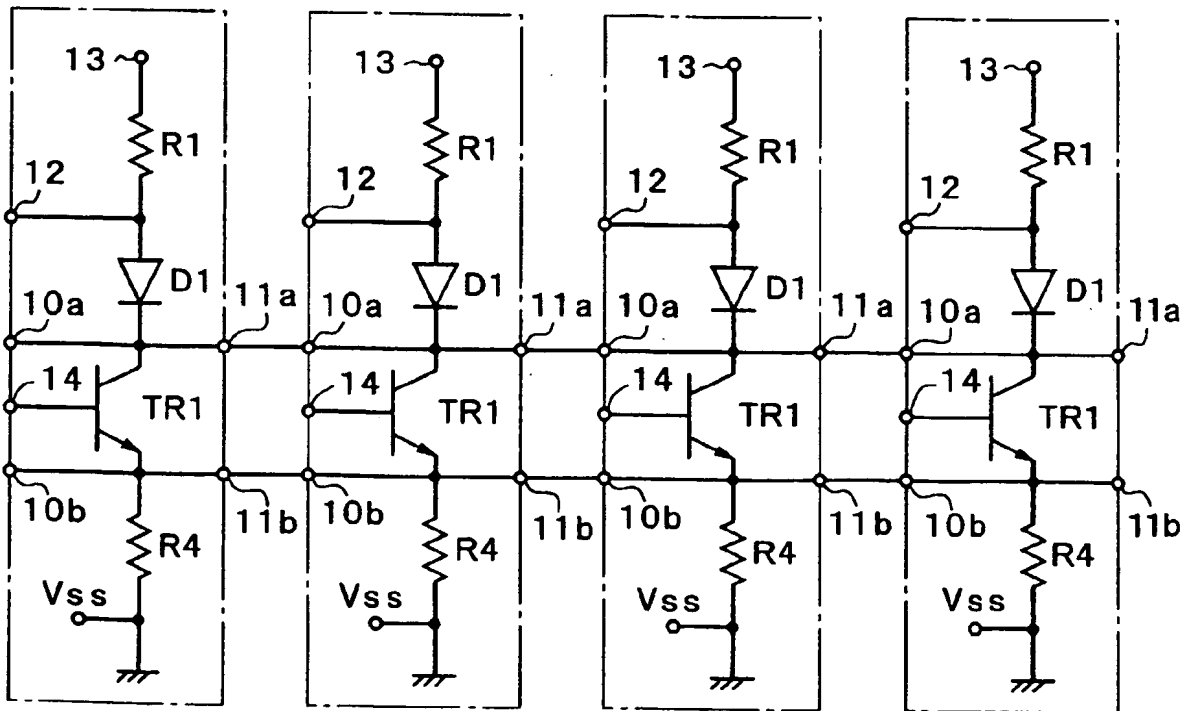 13 13 13 13
R1 R1 R1 R1
12 12 12 12
D1 D1 D1 D1
10a 11a 10a 11a 10a 11a 10a 11a
14 14 14 14
TR1 TR1 TR1 TR1
10b 11b 10b 11b 10b 11b 10b 11b
R4 R4 R4 R4
Vss Vss Vss Vss